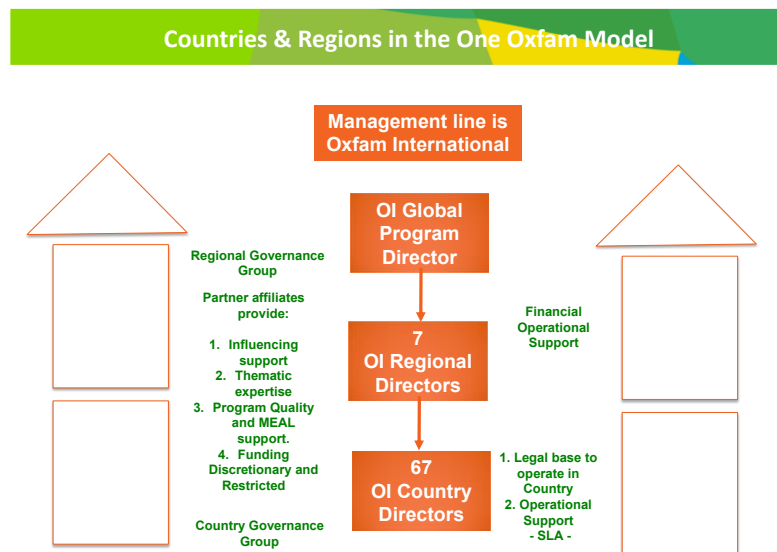 Countries & Regions in the One Oxfam Model
Management line is
Oxfam International
OI Global
Program
Director
Regional Governance
Group
Partner affiliates
provide:
1. Influencing
support
2. Thematic
expertise
3. Program Quality
and MEAL
support.
4. Funding
Discretionary and
Restricted
Country Governance
Group
7
OI Regional
Directors
67
OI Country
Directors
Financial
Operational
Support
1. Legal base to
operate in
Country
2. Operational
Support
- SLA -